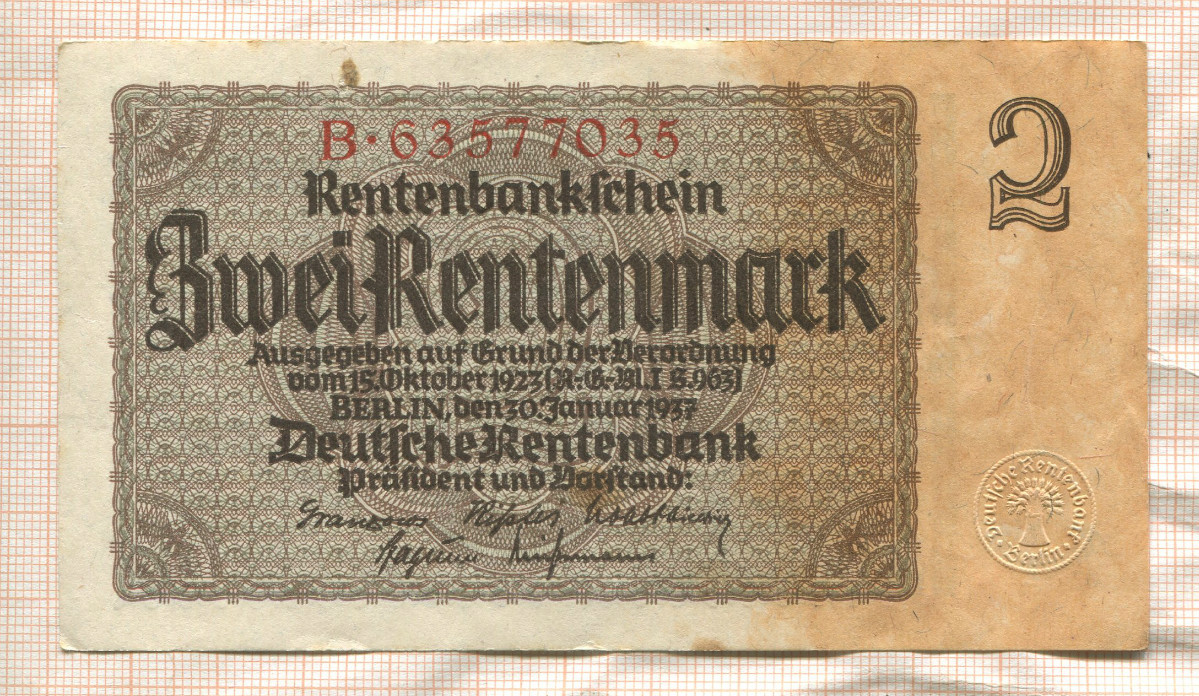 B·63577035
Rentenbankſchein
Zwei Rentenmark
Ausgegeben auf Grund der Verordnung
vom 15. Oktober 1923 (R.-G.-Bl. I S. 963)
BERLIN, den 30. Januar 1937
Deutſche Rentenbank
Präſident und Vorſtand:
2
Deutſche Rentenbank
· Berlin ·